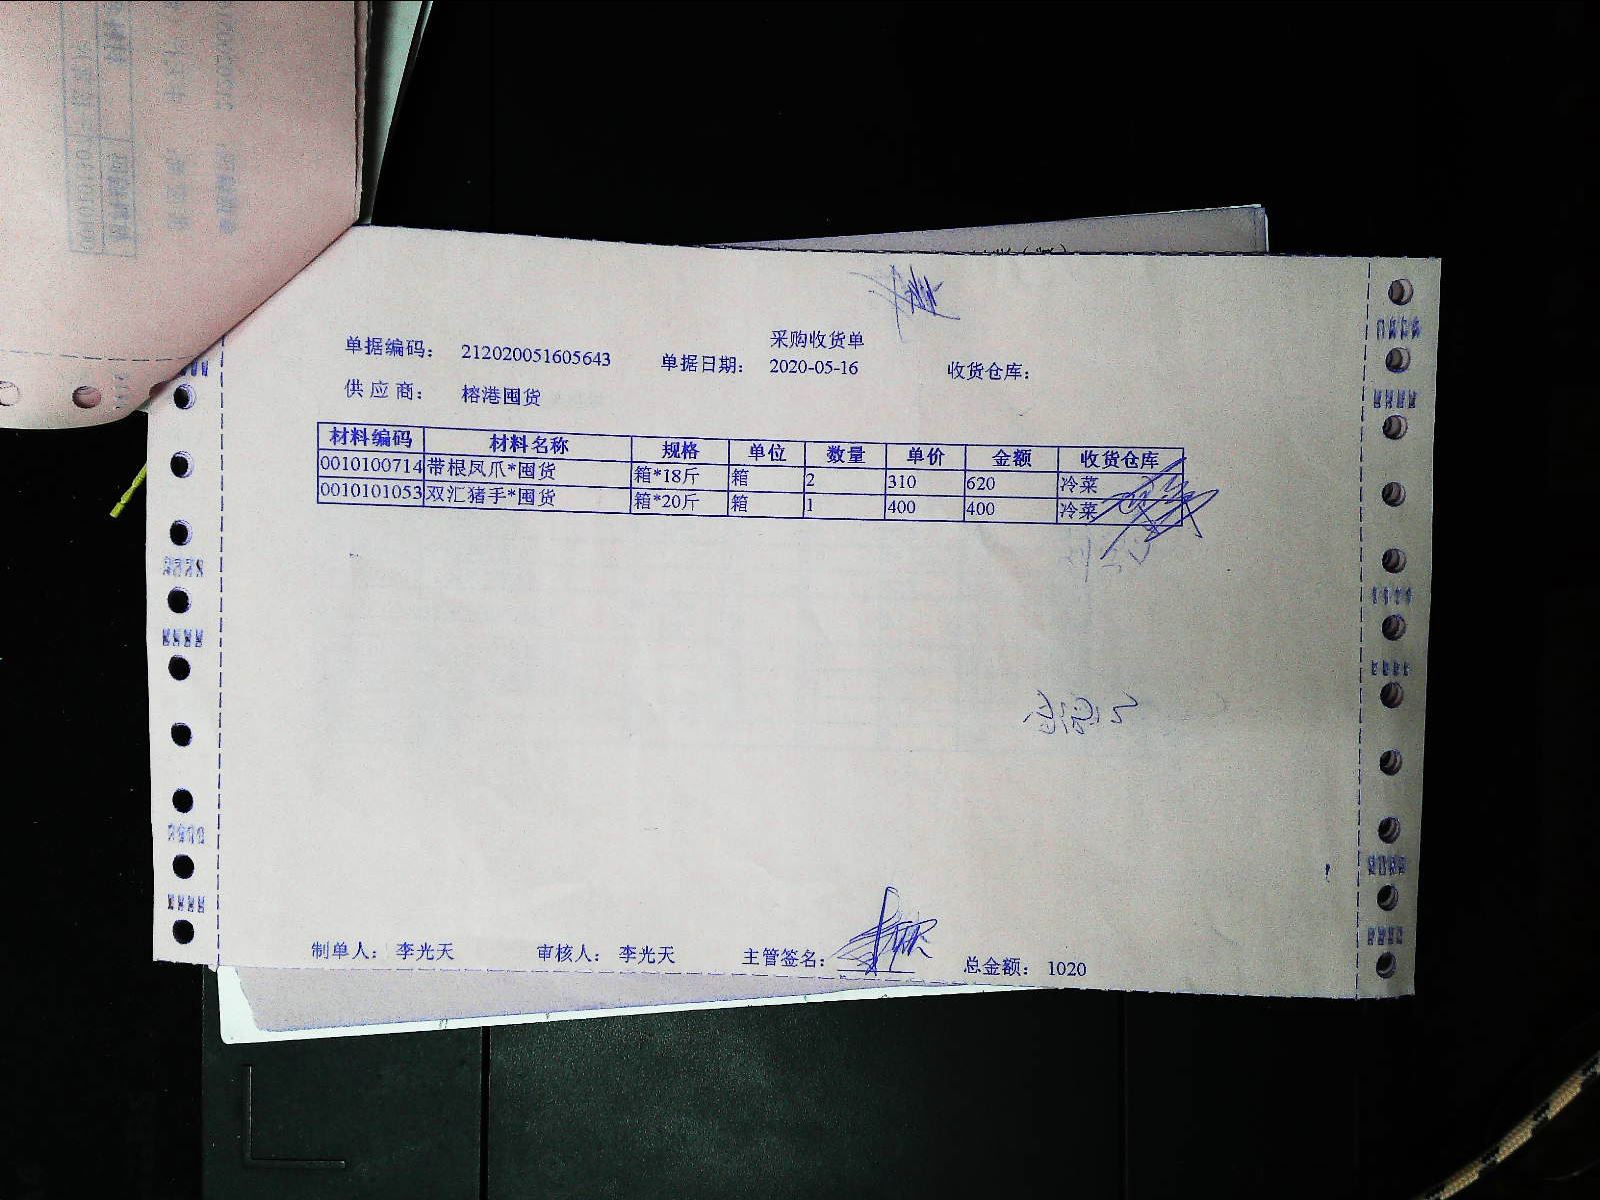 采购收货单
单据编码： 212020051605643 单据日期： 2020-05-16 收货仓库：
供应商： 榕港囤货
材料编码 材料名称 规格 单位 数量 单价 金额 收货仓库
0010100714 带根凤爪*囤货 箱*18斤 箱 2 310 620 冷菜
0010101053 双汇猪手*囤货 箱*20斤 箱 1 400 400 冷菜
制单人： 李光天 审核人： 李光天 主管签名： 总金额： 1020